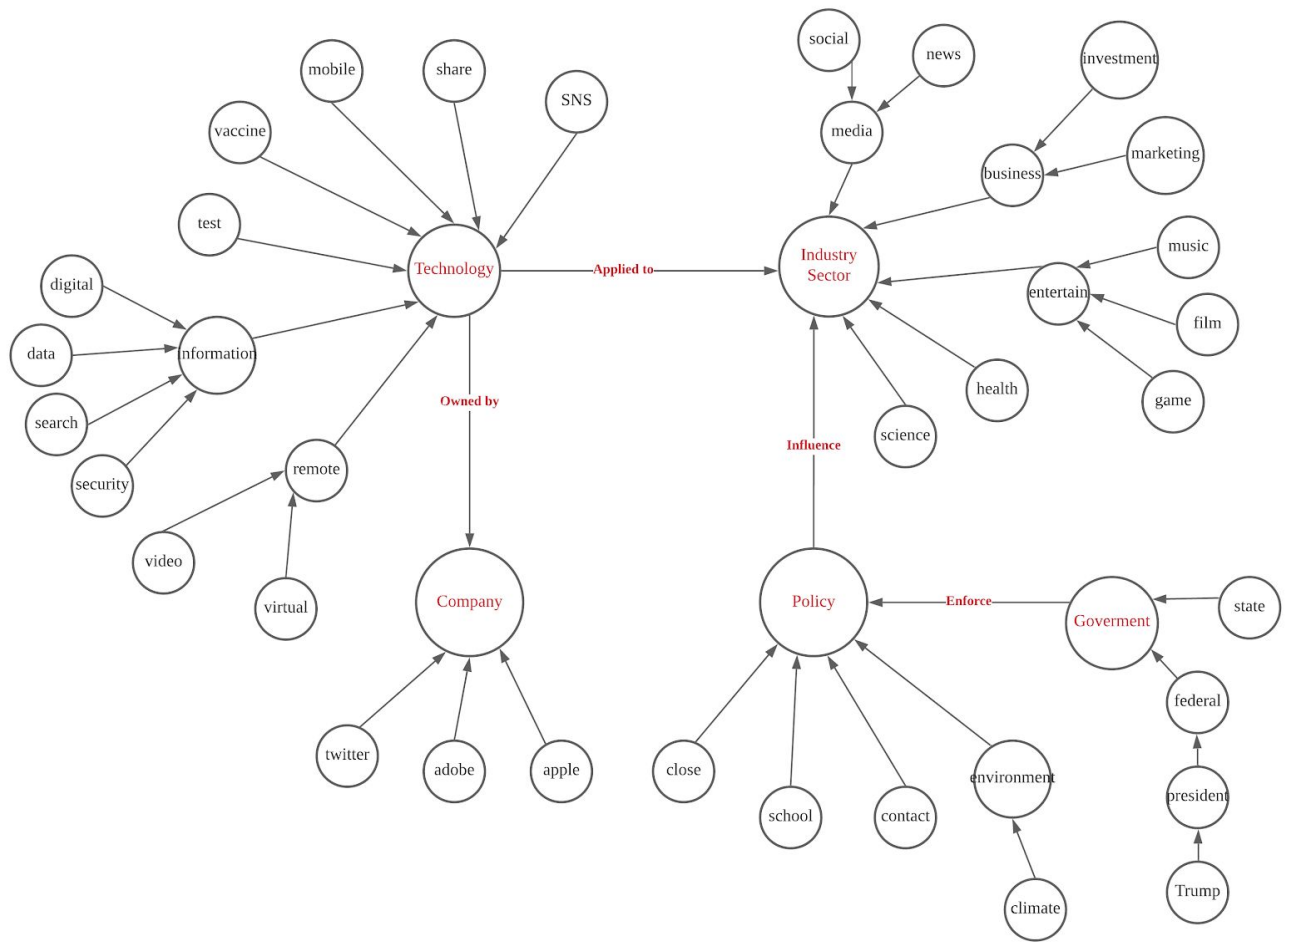 social
news
investment
mobile
share
SNS
vaccine
media
marketing
business
test
music
Technology
Applied to
Industry
Sector
digital
entertain
film
data
information
health
game
Owned by
search
science
Influence
remote
security
video
virtual
Company
Policy
Enforce
Goverment
state
federal
twitter
adobe
apple
close
environment
president
school
contact
Trump
climate